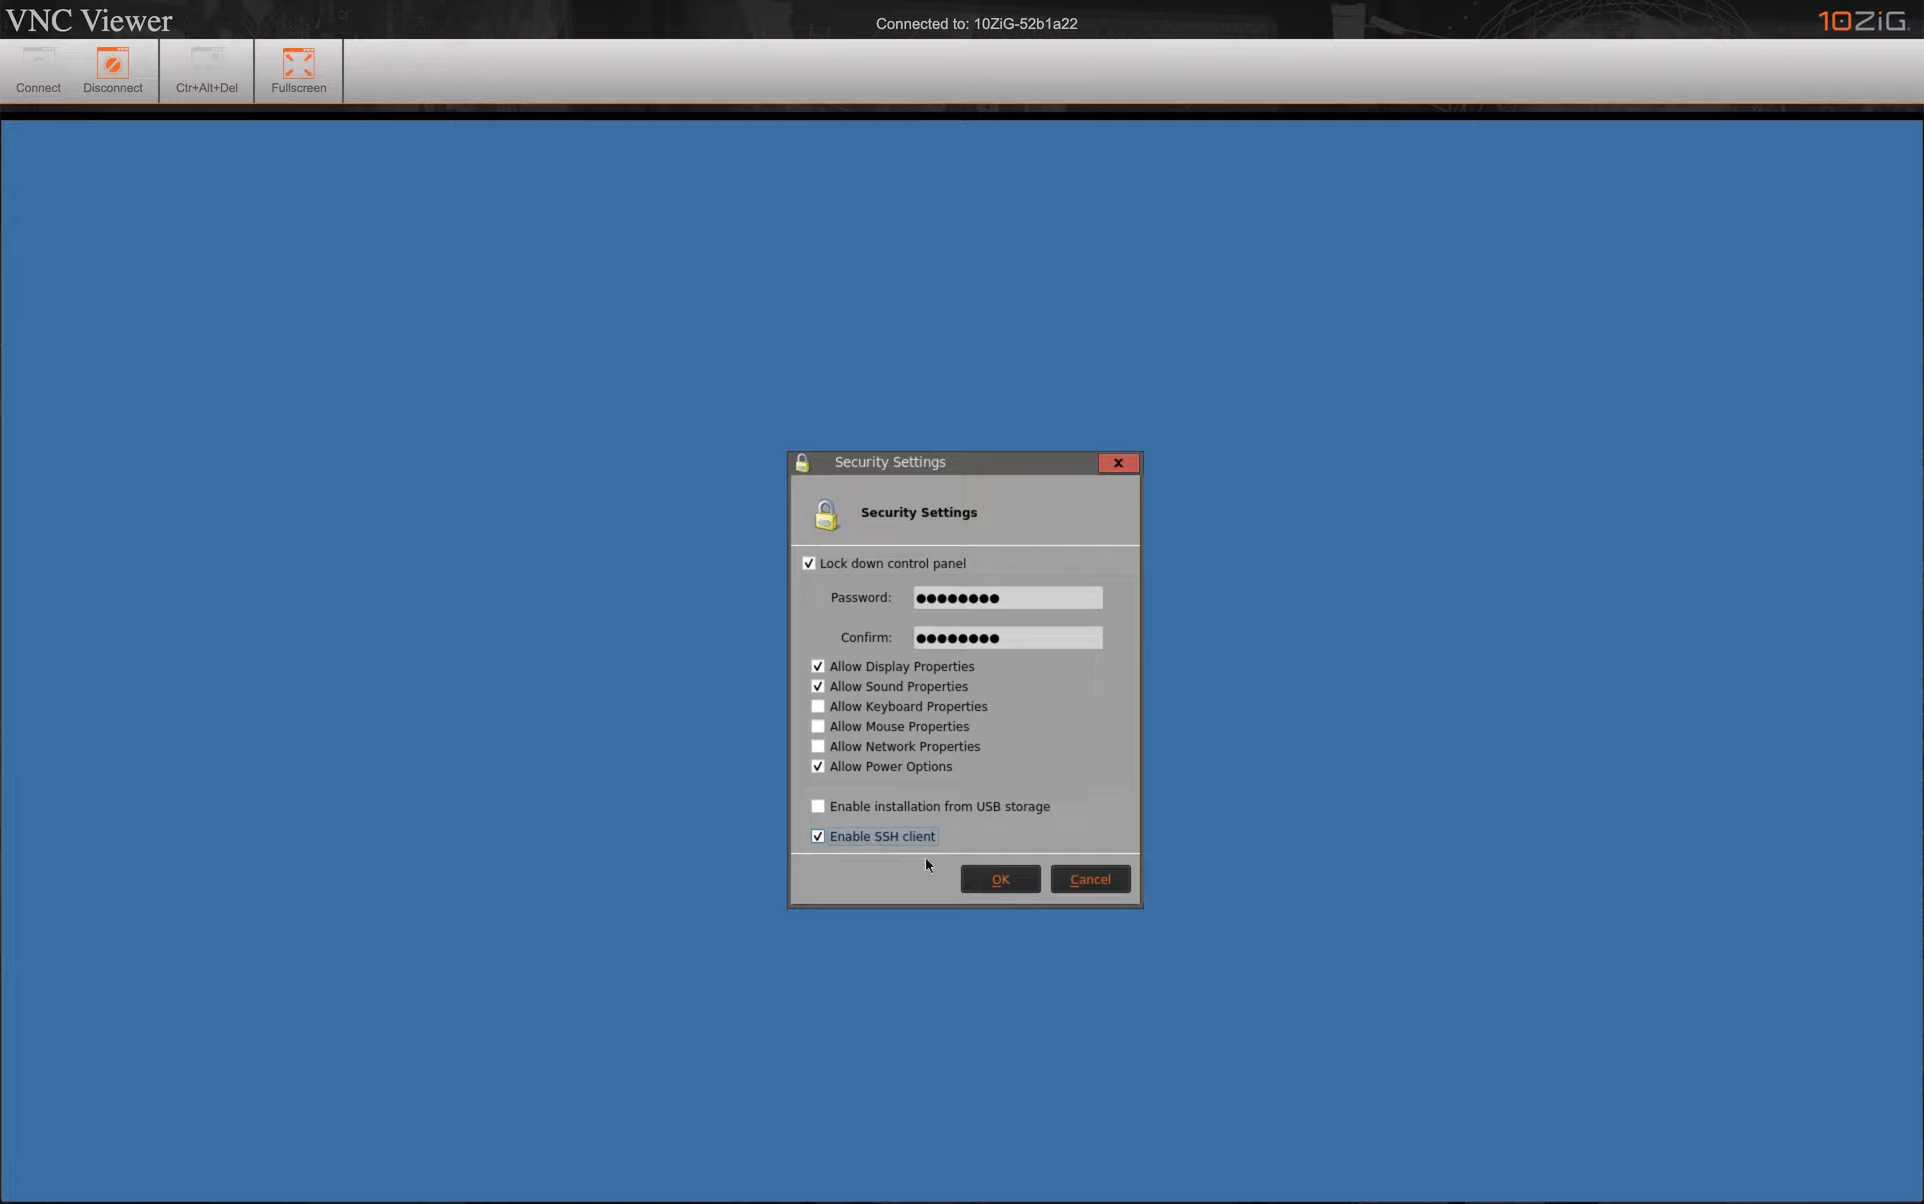 VNC Viewer
Connected to: 10ZiG-52b1a22
10ZiG
Connect
Disconnect
Ctr+Alt+Del
Fullscreen
Security Settings
x
Security Settings
Lock down control panel
Password: ●●●●●●●●
Confirm: ●●●●●●●●
Allow Display Properties
Allow Sound Properties
Allow Keyboard Properties
Allow Mouse Properties
Allow Network Properties
Allow Power Options
Enable installation from USB storage
Enable SSH client
OK
Cancel